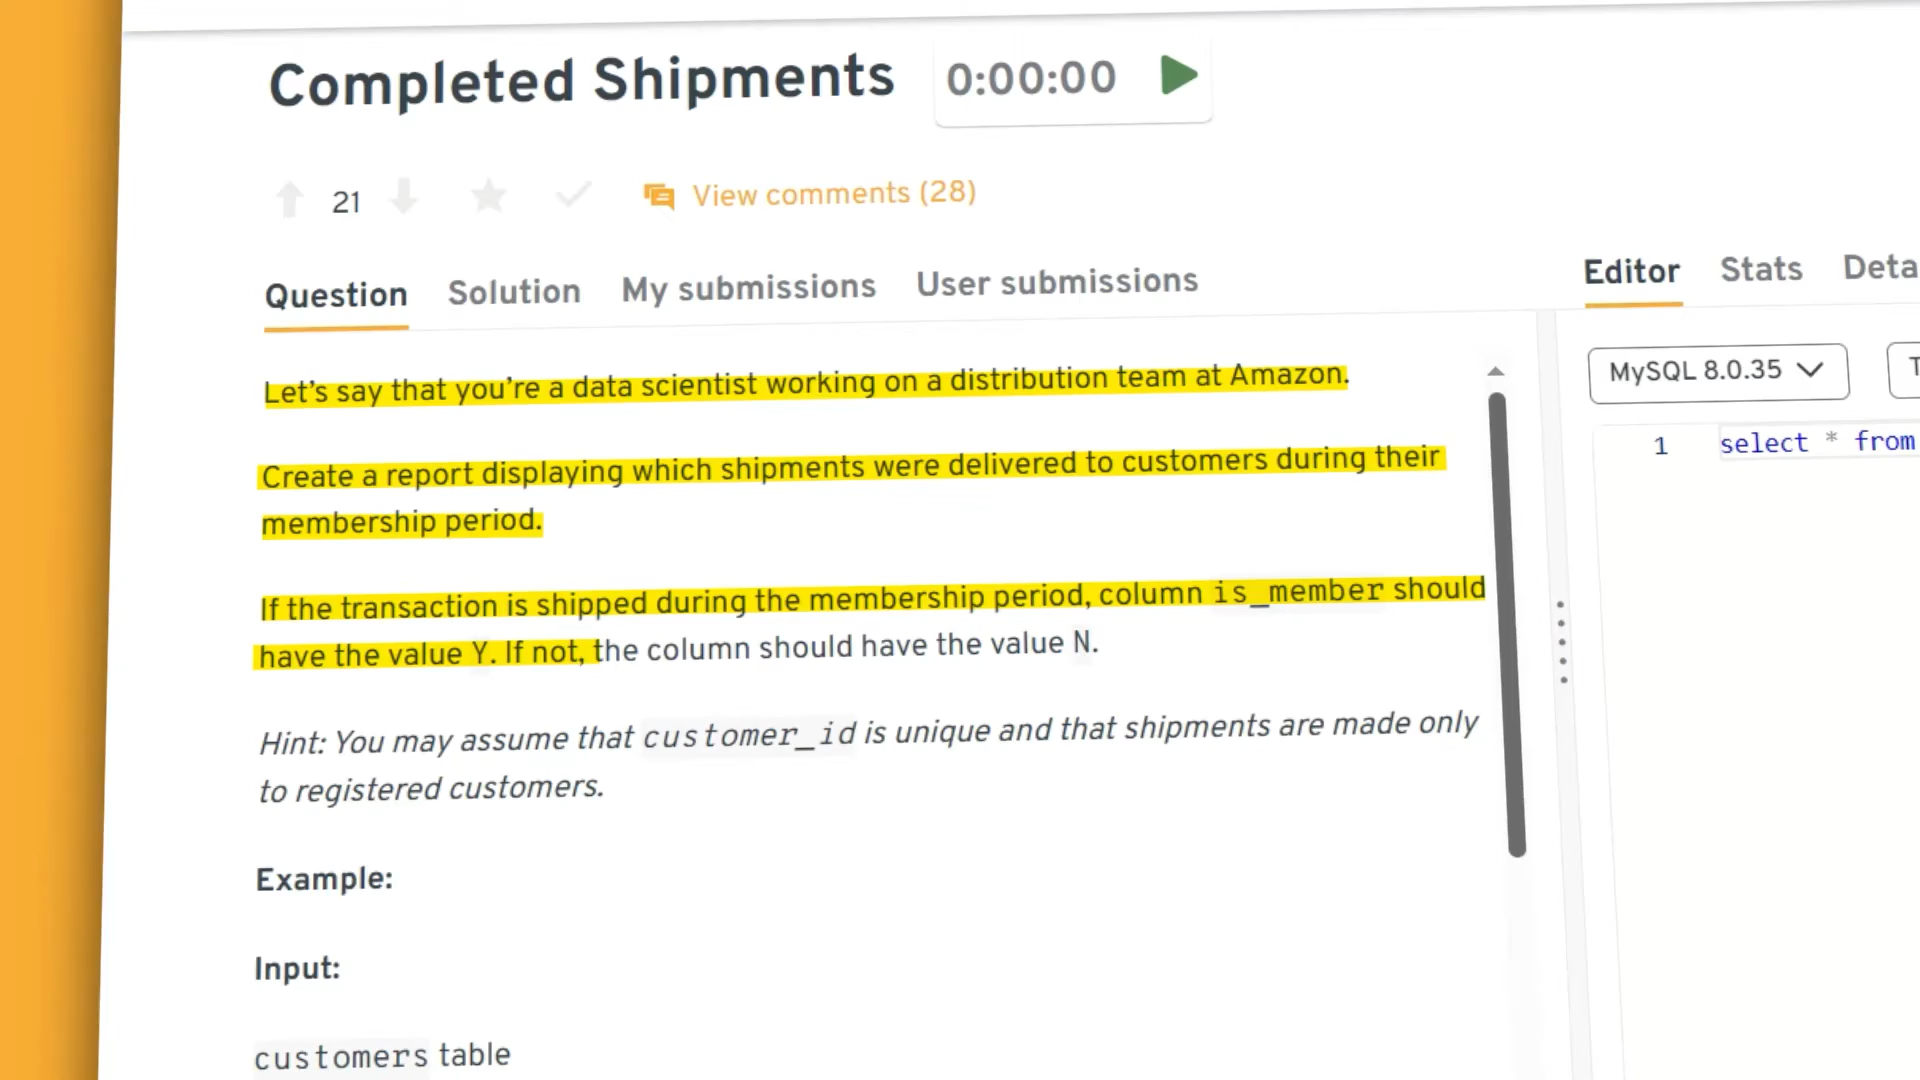 Completed Shipments 0:00:00
21 View comments (28)
Question Solution My submissions User submissions
Editor Stats Deta
Let's say that you're a data scientist working on a distribution team at Amazon.
Create a report displaying which shipments were delivered to customers during their
membership period.
If the transaction is shipped during the membership period, column is_member should
have the value Y. If not, the column should have the value N.
Hint: You may assume that customer_id is unique and that shipments are made only
to registered customers.
Example:
Input:
customers table
MySQL 8.0.35 T
1 select * from